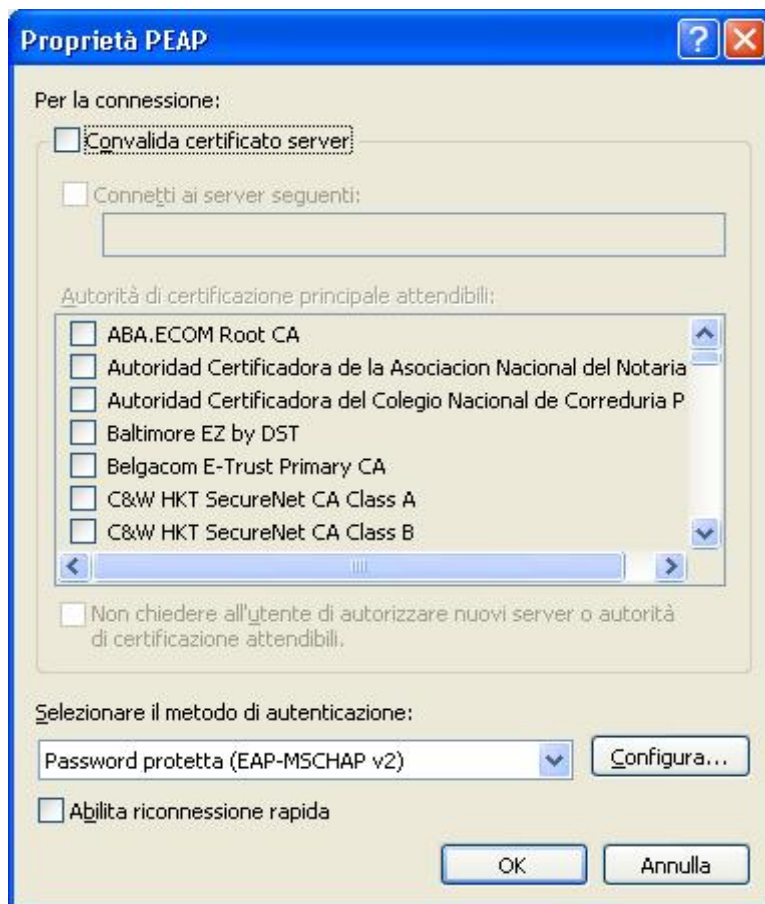 Proprietà PEAP
Per la connessione:
Convalida certificato server
Connetti ai server seguenti:
Autorità di certificazione principale attendibili:
ABA.ECOM Root CA
Autoridad Certificadora de la Asociacion Nacional del Notaria
Autoridad Certificadora del Colegio Nacional de Correduria P
Baltimore EZ by DST
Belgacom E-Trust Primary CA
C&W HKT SecureNet CA Class A
C&W HKT SecureNet CA Class B
Non chiedere all'utente di autorizzare nuovi server o autorità
di certificazione attendibili.
Selezionare il metodo di autenticazione:
Password protetta (EAP-MSCHAP v2)
Configura...
Abilita riconnessione rapida
OK
Annulla